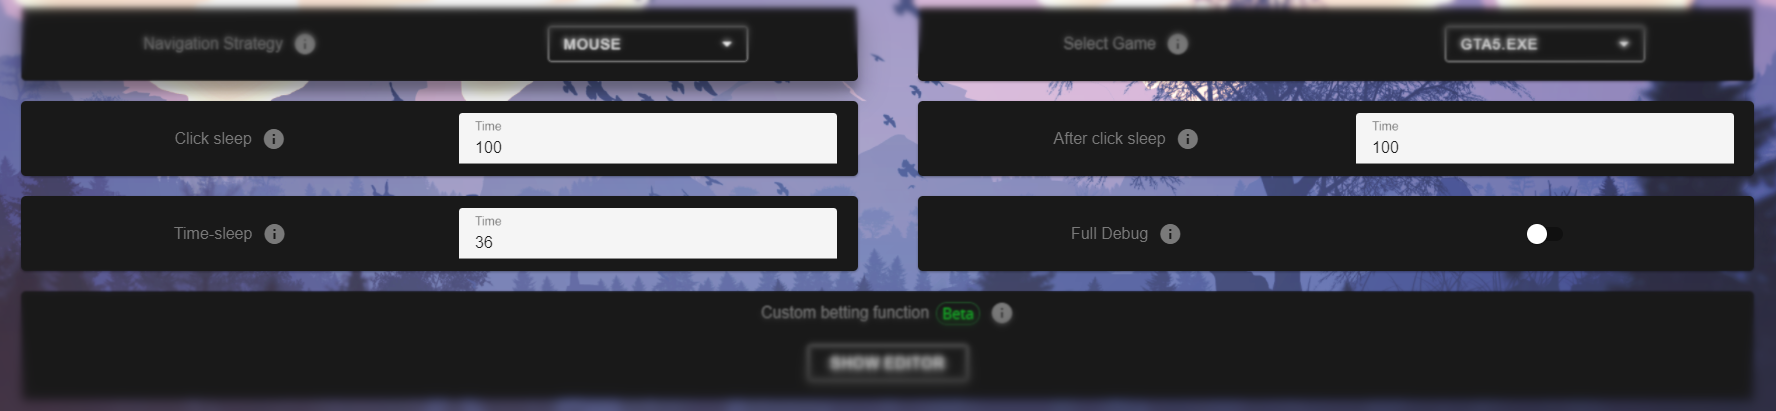 Navigation Strategy
MOUSE
Select Game
GTA5.EXE
Click sleep
Time
100
After click sleep
Time
100
Time-sleep
Time
36
Full Debug
Custom betting function Beta
SHOW EDITOR